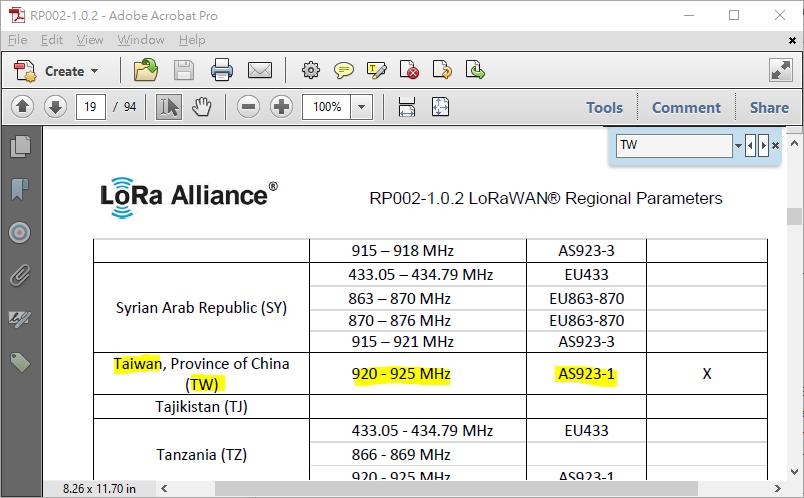 RP002-1.0.2 - Adobe Acrobat Pro
File Edit View Window Help
Create
19 / 94 100% Tools Comment Share
TW
LoRa Alliance® RP002-1.0.2 LoRaWAN® Regional Parameters
915 – 918 MHz AS923-3
Syrian Arab Republic (SY)
433.05 – 434.79 MHz EU433
863 – 870 MHz EU863-870
870 – 876 MHz EU863-870
915 – 921 MHz AS923-3
Taiwan, Province of China
(TW)
920 - 925 MHz AS923-1 X
Tajikistan (TJ)
Tanzania (TZ)
433.05 - 434.79 MHz EU433
866 - 869 MHz
920 - 925 MHz AS923-1
8.26 x 11.70 in